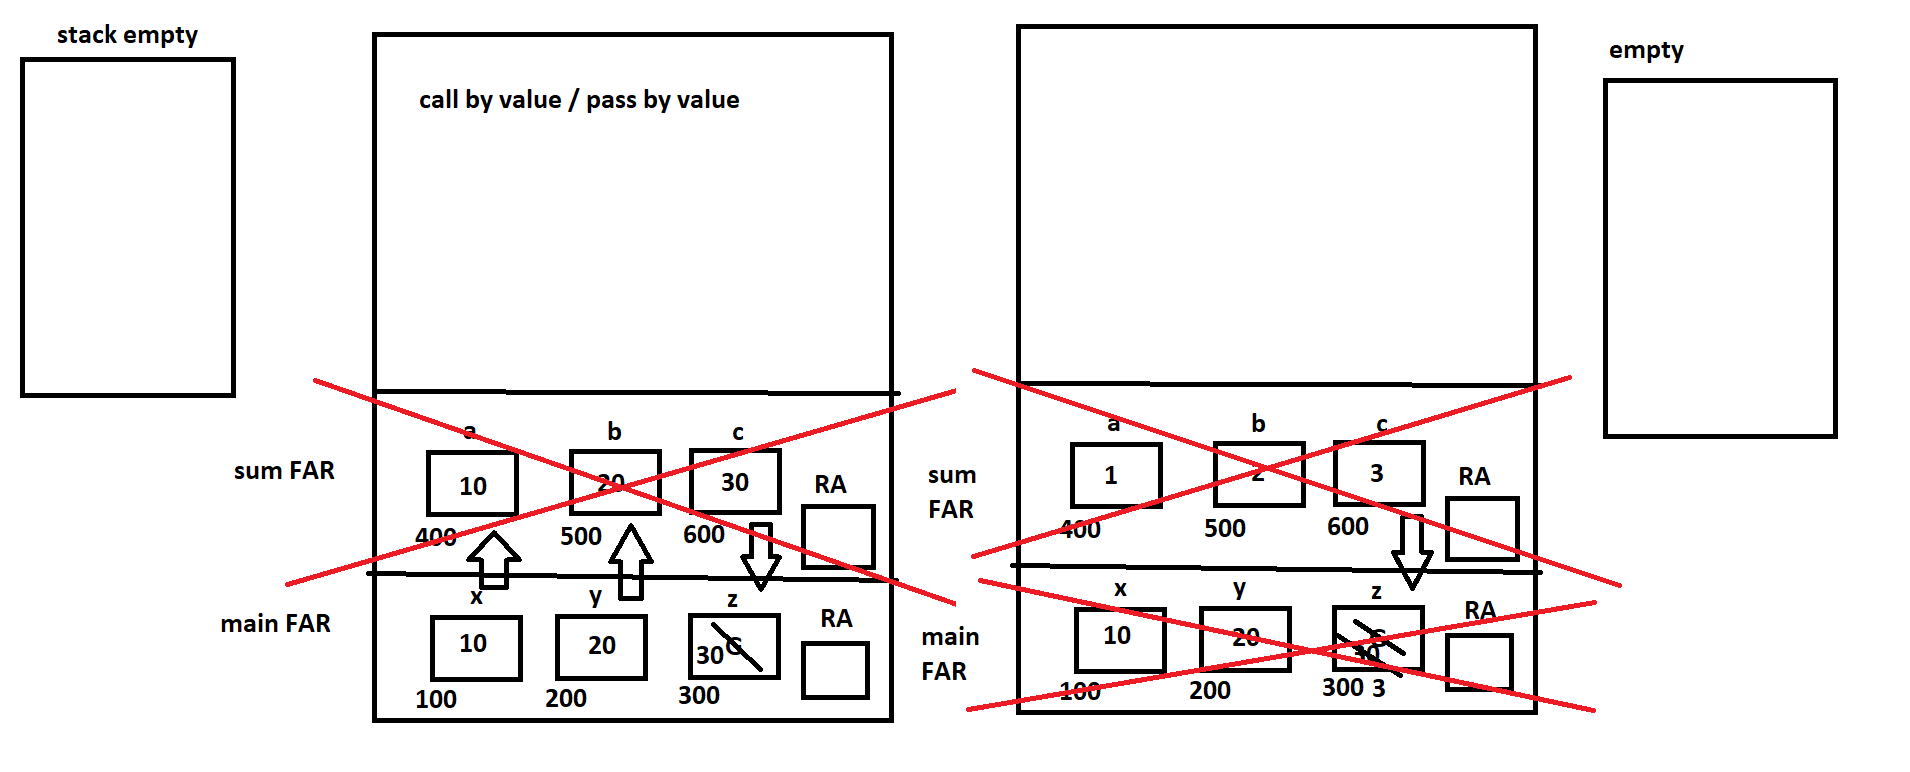 stack empty
call by value / pass by value
empty
a b c
sum FAR
10 20 30 RA
400 500 600
x y z
main FAR
10 20 30 G RA
100 200 300
a b c
sum
FAR
1 2 3 RA
400 500 600
x y z
main
FAR
10 20 G RA
30
100 200 300 3